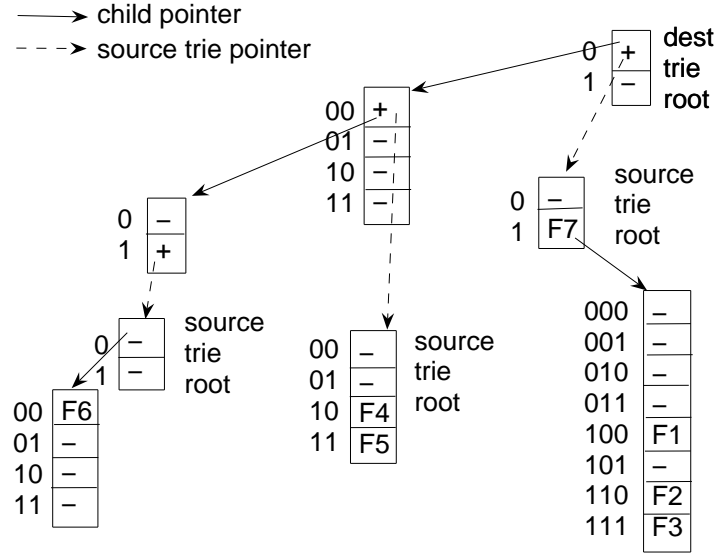 child pointer
source trie pointer
0 +
1 –
dest
trie
root
00 +
01 –
10 –
11 –
0 –
1 F7
source
trie
root
0 –
1 +
0 –
1 –
source
trie
root
00 F6
01 –
10 –
11 –
00 –
01 –
10 F4
11 F5
source
trie
root
000 –
001 –
010 –
011 –
100 F1
101 –
110 F2
111 F3